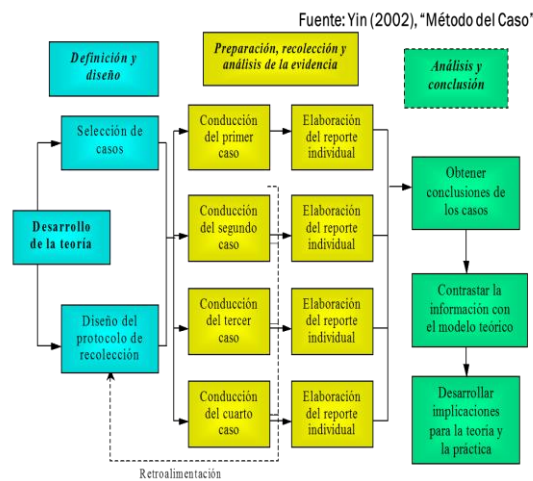 Fuente: Yin (2002), “Método del Caso”
Definición y
diseño
Preparación, recolección y
análisis de la evidencia
Análisis y
conclusión
Selección de
casos
Desarrollo
de la teoría
Diseño del
protocolo de
recolección
Conducción
del primer
caso
Elaboración
del reporte
individual
Conducción
del segundo
caso
Elaboración
del reporte
individual
Conducción
del tercer
caso
Elaboración
del reporte
individual
Conducción
del cuarto
caso
Elaboración
del reporte
individual
Obtener
conclusiones de
los casos
Contrastar la
información con
el modelo teórico
Desarrollar
implicaciones
para la teoría y
la práctica
Retroalimentación